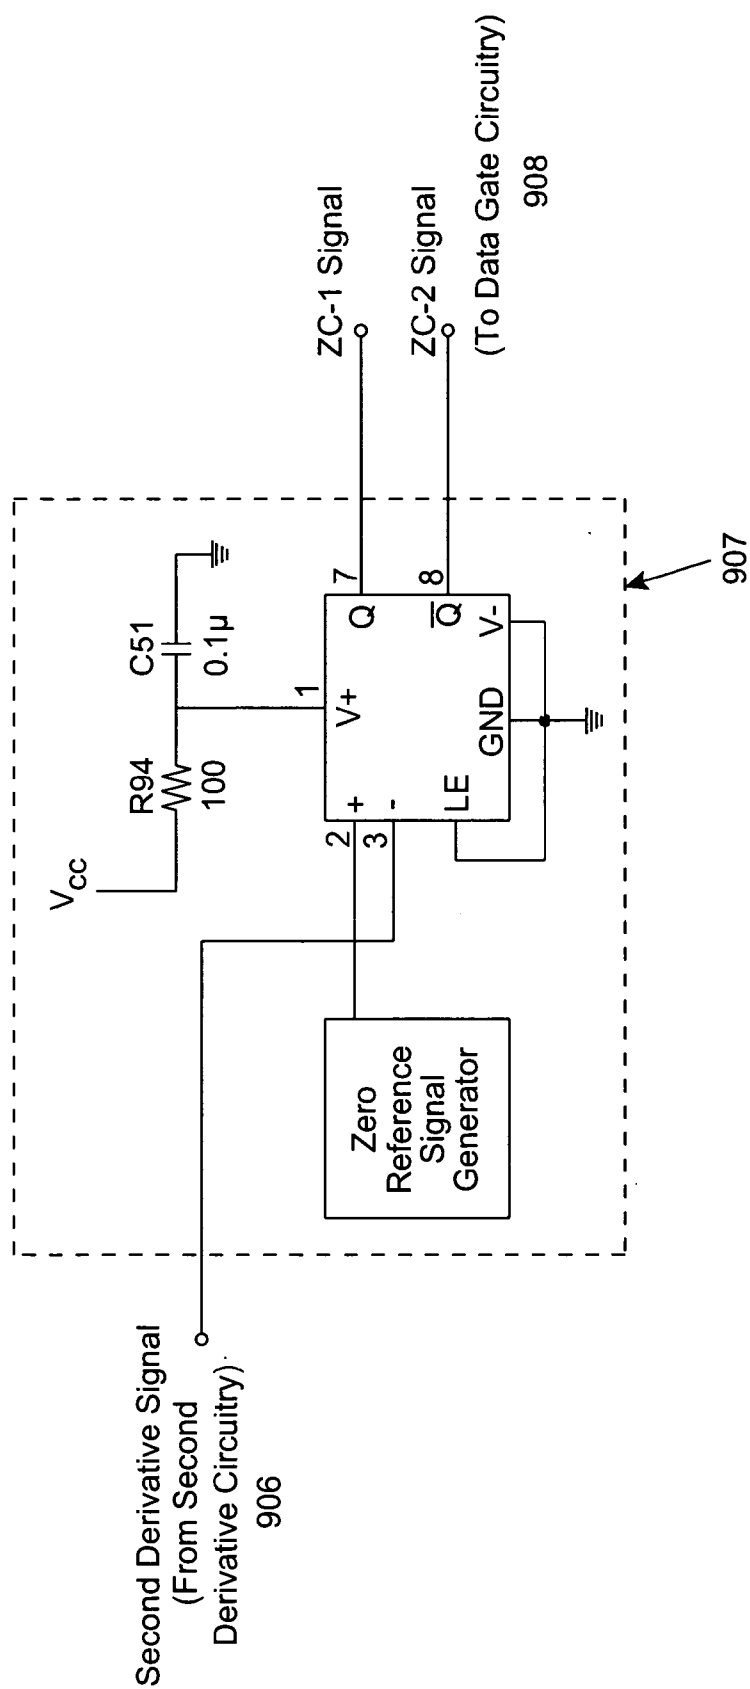 Second Derivative Signal
(From Second
Derivative Circuitry)
906
Zero
Reference
Signal
Generator
VCC
R94
100
C51
0.1µ
1
V+
2
+
3
-
LE
GND
V-
Q
7
Q̅
8
ZC-1 Signal
ZC-2 Signal
(To Data Gate Circuitry)
908
907